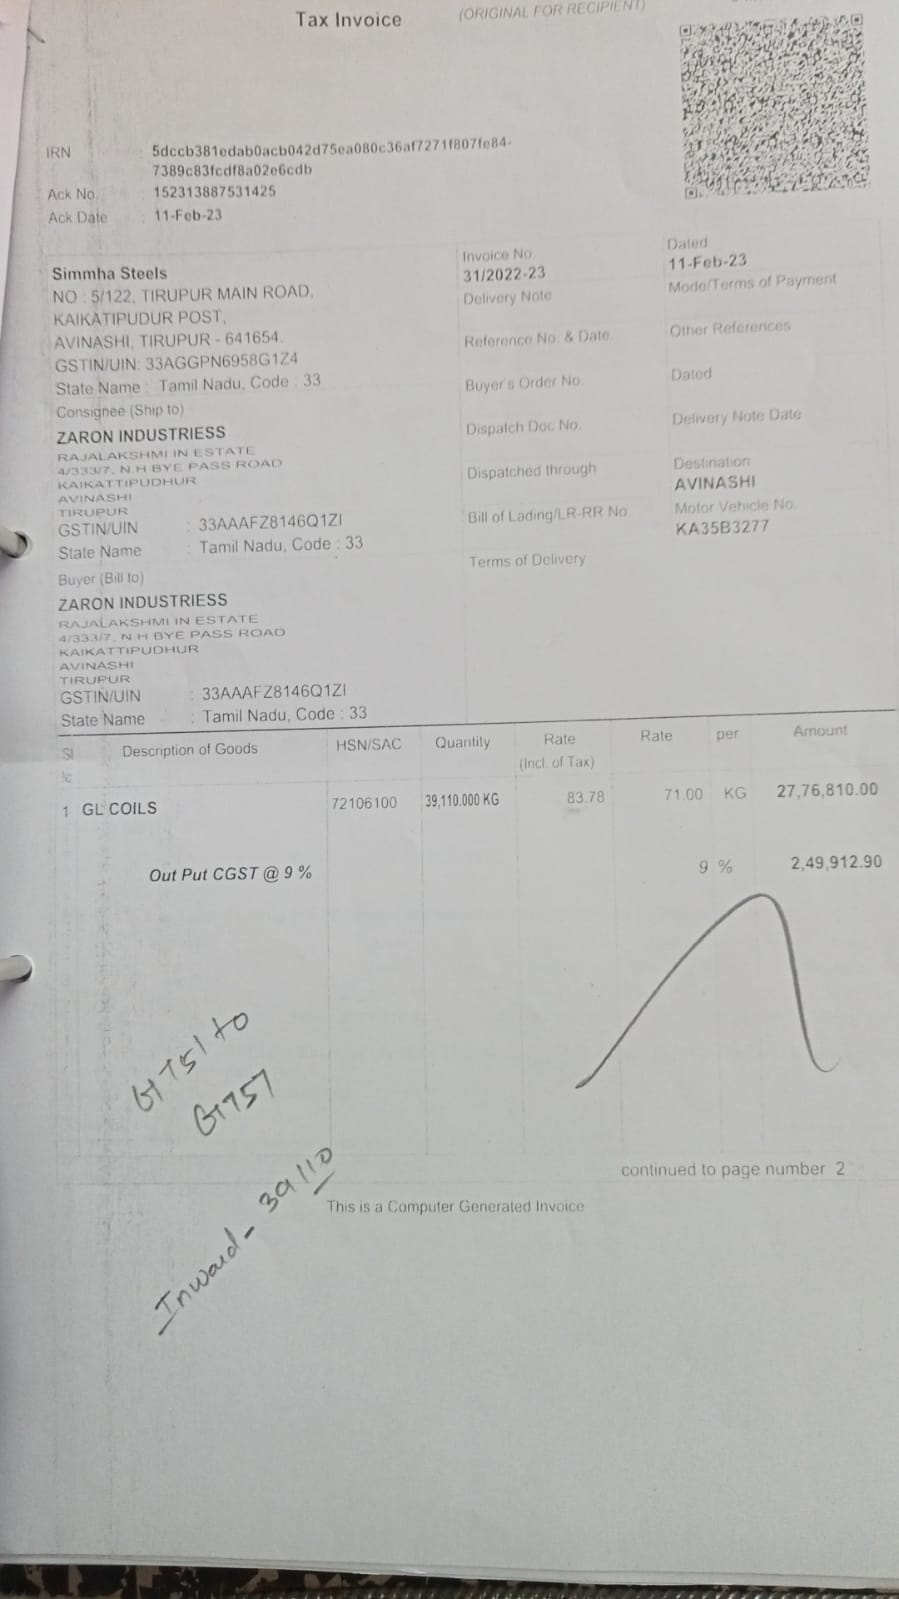 Tax Invoice
(ORIGINAL FOR RECIPIENT)
IRN : 5dccb381edab0acb042d75ea080c36af7271f807fe84-
7389c83fcdf8a02e6cdb
Ack No. : 152313887531425
Ack Date : 11-Feb-23
Simmha Steels
NO : 5/122, TIRUPUR MAIN ROAD,
KAIKATIPUDUR POST,
AVINASHI, TIRUPUR - 641654.
GSTIN/UIN: 33AGGPN6958G1Z4
State Name : Tamil Nadu, Code : 33
Invoice No.
31/2022-23
Dated
11-Feb-23
Delivery Note
Mode/Terms of Payment
Reference No. & Date.
Other References
Buyer's Order No.
Dated
Dispatch Doc No.
Delivery Note Date
Dispatched through
Destination
AVINASHI
Bill of Lading/LR-RR No.
Motor Vehicle No.
KA35B3277
Terms of Delivery
Consignee (Ship to)
ZARON INDUSTRIESS
RAJALAKSHMI IN ESTATE
4/333/7, N.H BYE PASS ROAD
KAIKATTIPUDHUR
AVINASHI
TIRUPUR
GSTIN/UIN : 33AAAFZ8146Q1ZI
State Name : Tamil Nadu, Code : 33
Buyer (Bill to)
ZARON INDUSTRIESS
RAJALAKSHMI IN ESTATE
4/333/7, N.H BYE PASS ROAD
KAIKATTIPUDHUR
AVINASHI
TIRUPUR
GSTIN/UIN : 33AAAFZ8146Q1ZI
State Name : Tamil Nadu, Code : 33
Sl Description of Goods HSN/SAC Quantity Rate Rate per Amount
(Incl. of Tax)
1 GL COILS 72106100 39,110.000 KG 83.78 71.00 KG 27,76,810.00
Out Put CGST @ 9 % 9 % 2,49,912.90
G1751 to
G1757
continued to page number 2
This is a Computer Generated Invoice
Inward - 39110